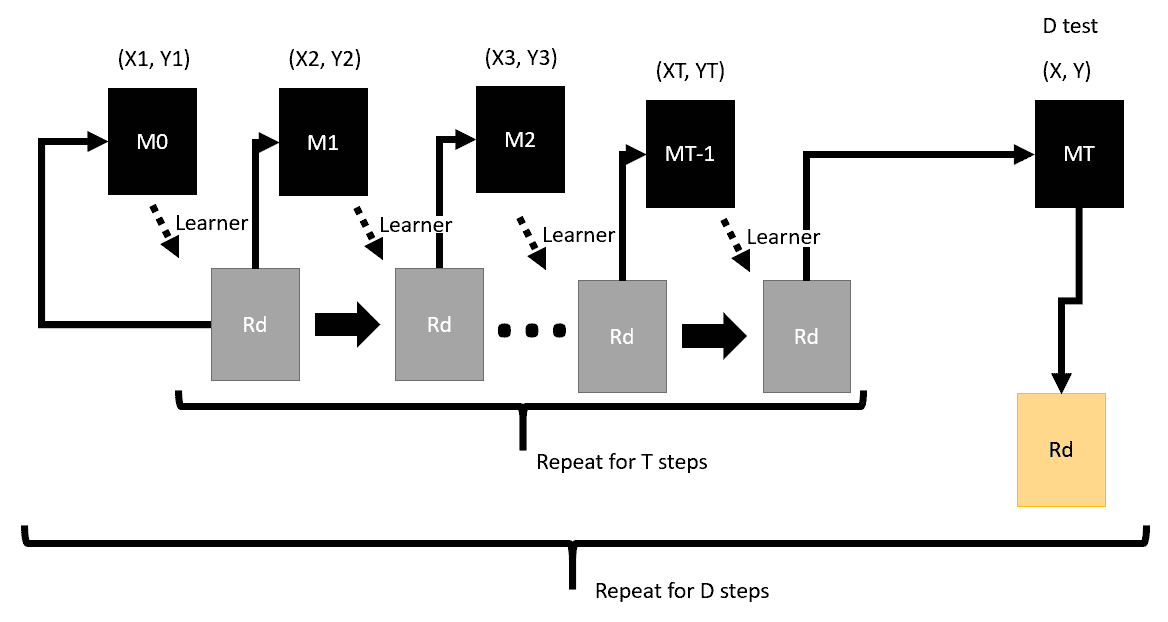 D test
(X1, Y1)
(X2, Y2)
(X3, Y3)
(XT, YT)
(X, Y)
M0
M1
M2
MT-1
MT
Learner
Learner
Learner
Learner
Rd
Rd
Rd
Rd
Rd
Repeat for T steps
Repeat for D steps